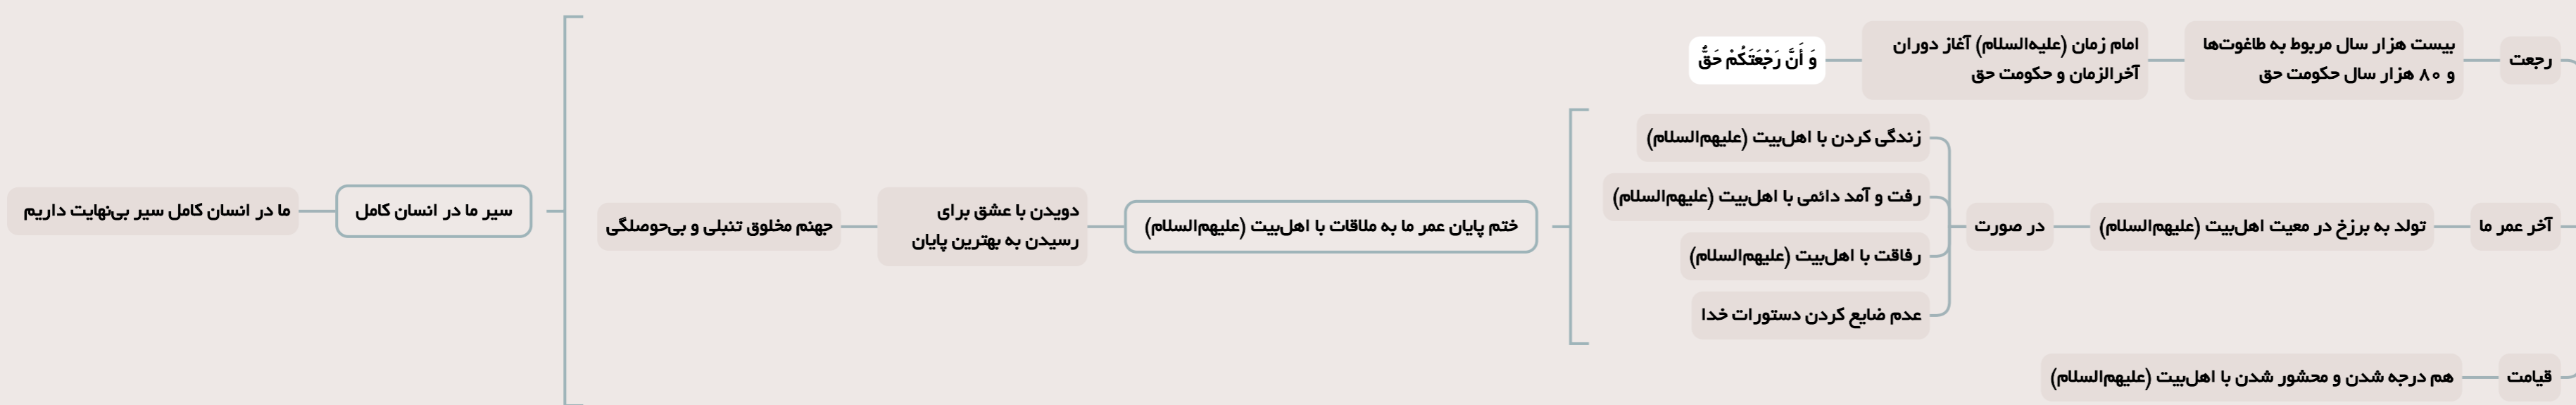 رجعت
بیست هزار سال مربوط به طاغوت‌ها
و ۸۰ هزار سال حکومت حق
امام زمان (علیه‌السلام) آغاز دوران
آخرالزمان و حکومت حق
وَ أَنَّ رَجْعَتَكُمْ حَقٌّ
آخر عمر ما
تولد به برزخ در معیت اهل‌بیت (علیهم‌السلام)
در صورت
زندگی کردن با اهل‌بیت (علیهم‌السلام)
رفت و آمد دائمی با اهل‌بیت (علیهم‌السلام)
رفاقت با اهل‌بیت (علیهم‌السلام)
عدم ضایع کردن دستورات خدا
ختم پایان عمر ما به ملاقات با اهل‌بیت (علیهم‌السلام)
دویدن با عشق برای
رسیدن به بهترین پایان
جهنم مخلوق تنبلی و بی‌حوصلگی
قیامت
هم درجه شدن و محشور شدن با اهل‌بیت (علیهم‌السلام)
سیر ما در انسان کامل
ما در انسان کامل سیر بی‌نهایت داریم